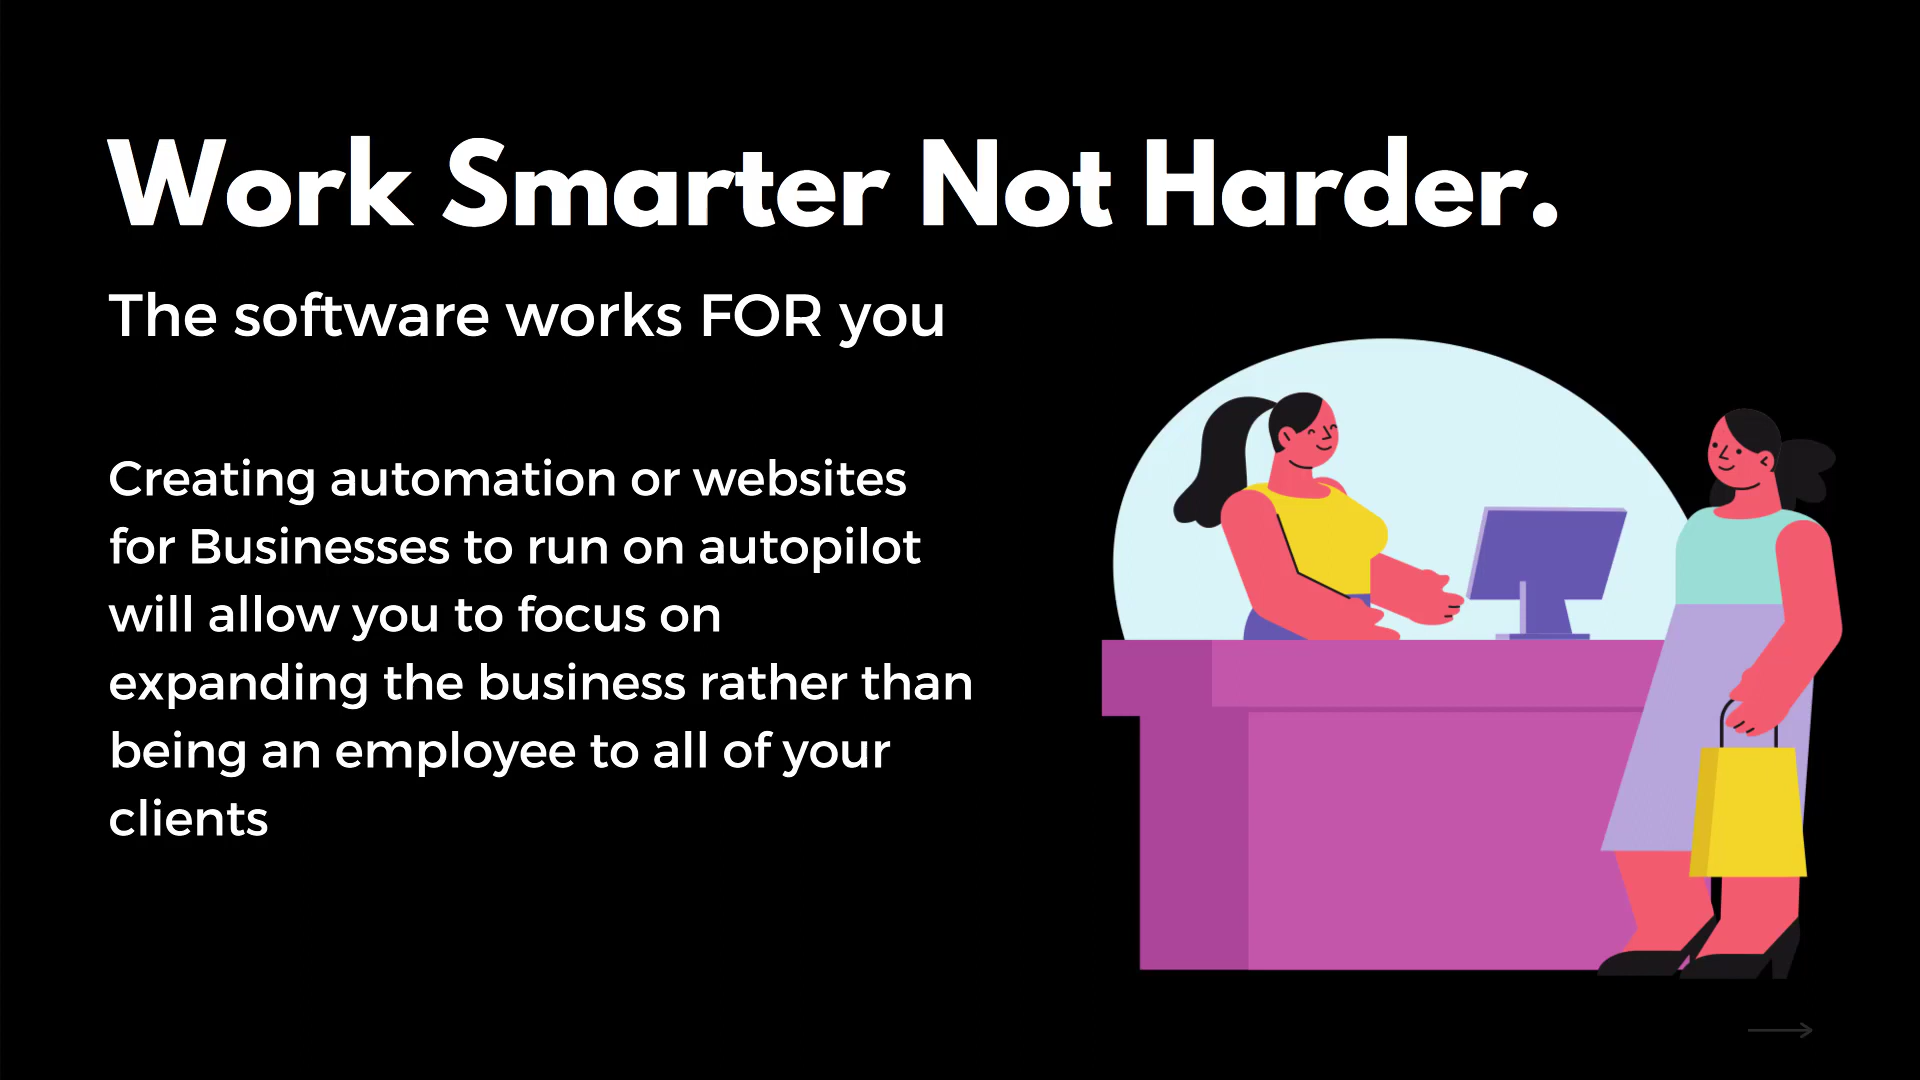 Work Smarter Not Harder.
The software works FOR you
Creating automation or websites
for Businesses to run on autopilot
will allow you to focus on
expanding the business rather than
being an employee to all of your
clients